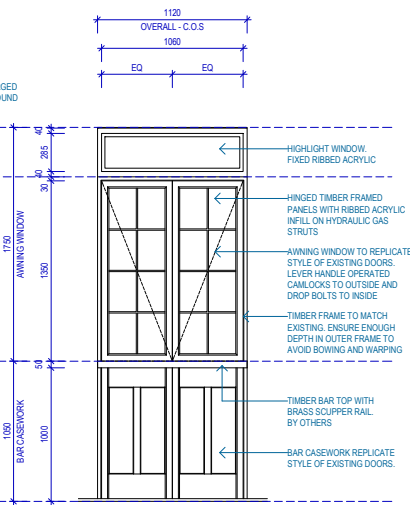 1120
OVERALL - C.O.S
1060
EQ
EQ
GED
OUND
40
285
40
30
1750
AWNING WINDOW
1350
50
1050
BAR CASEWORK
1000
HIGHLIGHT WINDOW.
FIXED RIBBED ACRYLIC
HINGED TIMBER FRAMED
PANELS WITH RIBBED ACRYLIC
INFILL ON HYDRAULIC GAS
STRUTS
AWNING WINDOW TO REPLICATE
STYLE OF EXISTING DOORS.
LEVER HANDLE OPERATED
CAMLOCKS TO OUTSIDE AND
DROP BOLTS TO INSIDE
TIMBER FRAME TO MATCH
EXISTING. ENSURE ENOUGH
DEPTH IN OUTER FRAME TO
AVOID BOWING AND WARPING
TIMBER BAR TOP WITH
BRASS SCUPPER RAIL.
BY OTHERS
BAR CASEWORK REPLICATE
STYLE OF EXISTING DOORS.